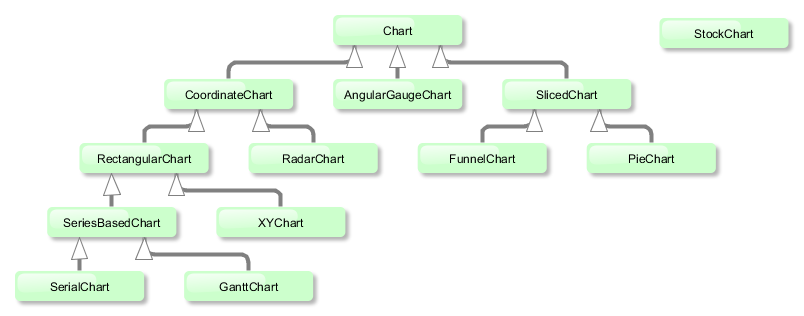 Chart
StockChart
CoordinateChart
AngularGaugeChart
SlicedChart
RectangularChart
RadarChart
FunnelChart
PieChart
SeriesBasedChart
XYChart
SerialChart
GanttChart